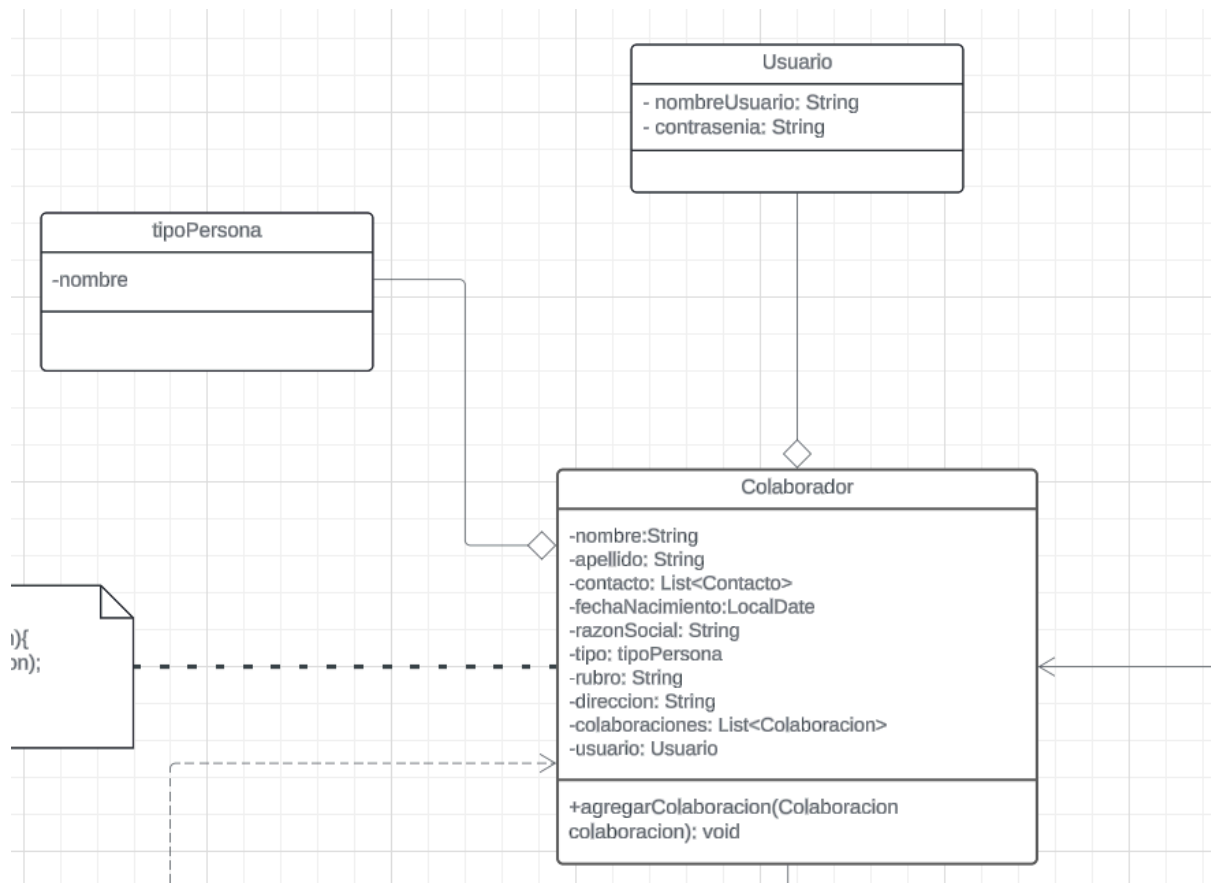 Usuario
- nombreUsuario: String
- contrasenia: String
tipoPersona
-nombre
Colaborador
-nombre:String
-apellido: String
-contacto: List<Contacto>
-fechaNacimiento:LocalDate
-razonSocial: String
-tipo: tipoPersona
-rubro: String
-direccion: String
-colaboraciones: List<Colaboracion>
-usuario: Usuario
+agregarColaboracion(Colaboracion
colaboracion): void
){
on);